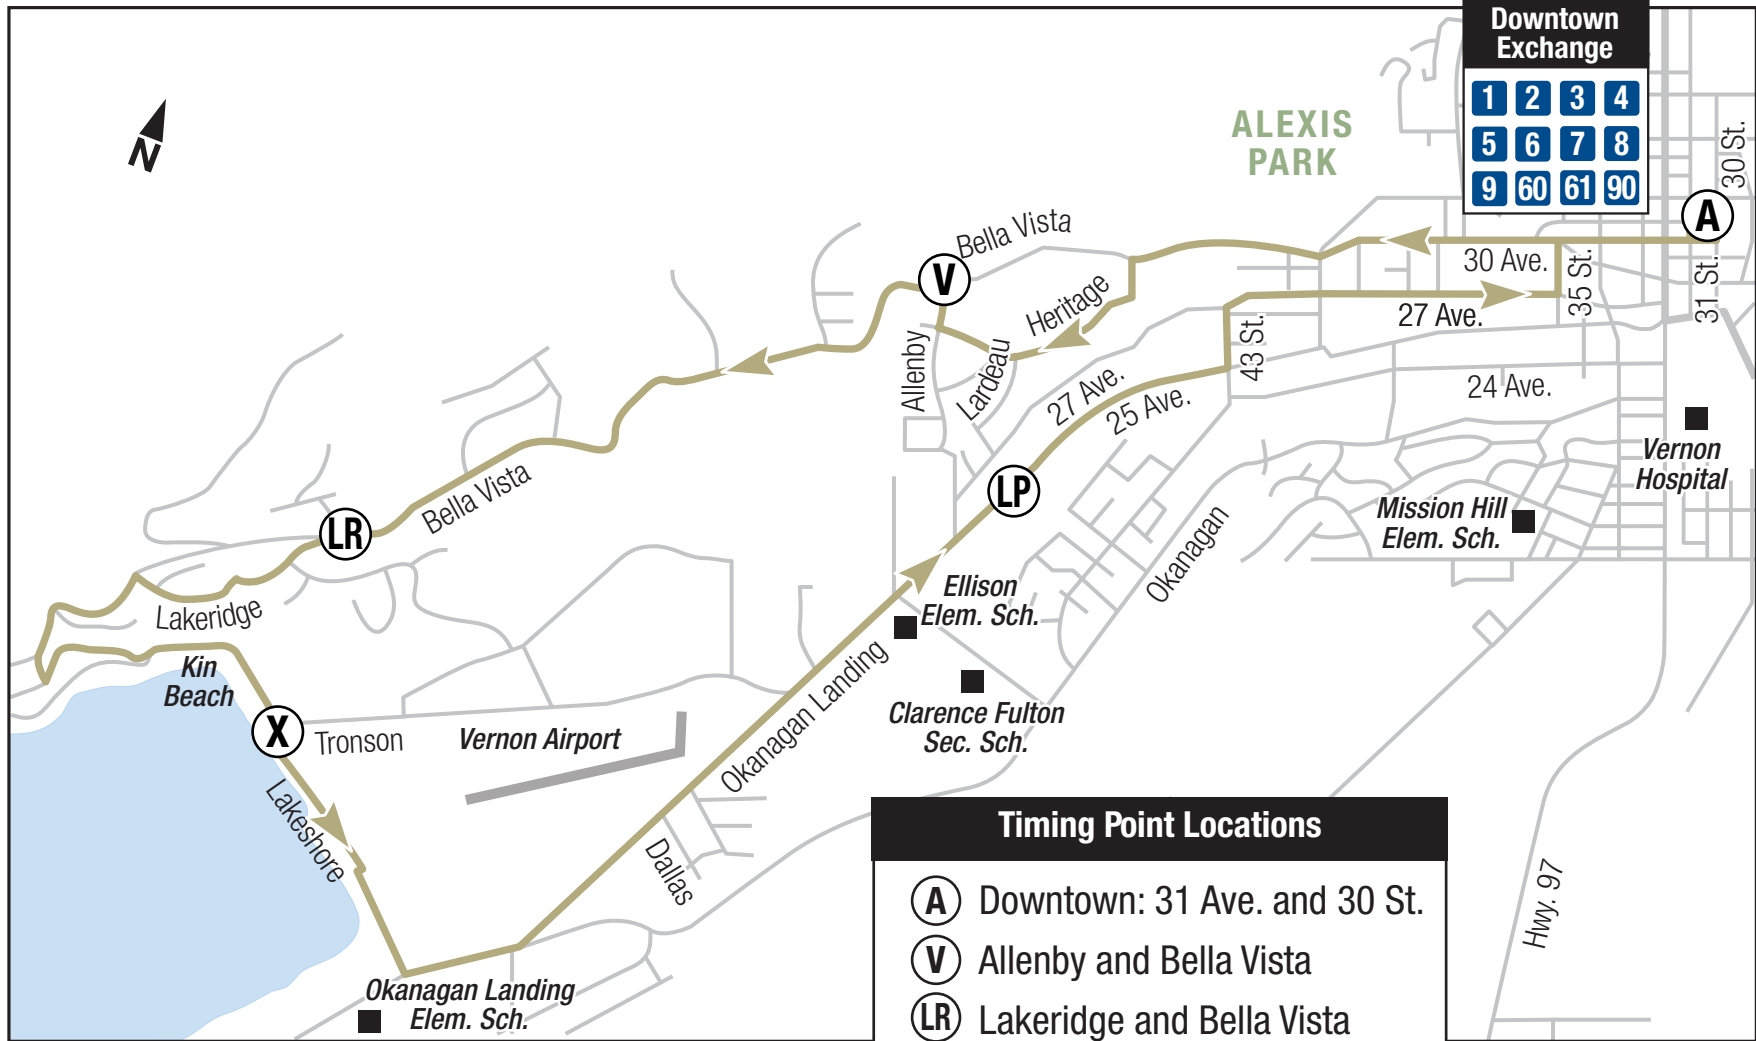 Downtown
Exchange
1 2 3 4
5 6 7 8
9 60 61 90
N
ALEXIS
PARK
30 St.
A
Bella Vista
V
30 Ave.
35 St.
31 St.
Heritage
27 Ave.
43 St.
Allenby
Lardeau
27 Ave.
25 Ave.
24 Ave.
Vernon
Hospital
Bella Vista
LP
LR
Mission Hill
Elem. Sch.
Okanagan
Ellison
Elem. Sch.
Lakeridge
Kin
Beach
Okanagan Landing
Clarence Fulton
Sec. Sch.
X
Tronson
Vernon Airport
Lakeshore
Dallas
Hwy. 97
Okanagan Landing
Elem. Sch.
Timing Point Locations
A Downtown: 31 Ave. and 30 St.
V Allenby and Bella Vista
LR Lakeridge and Bella Vista